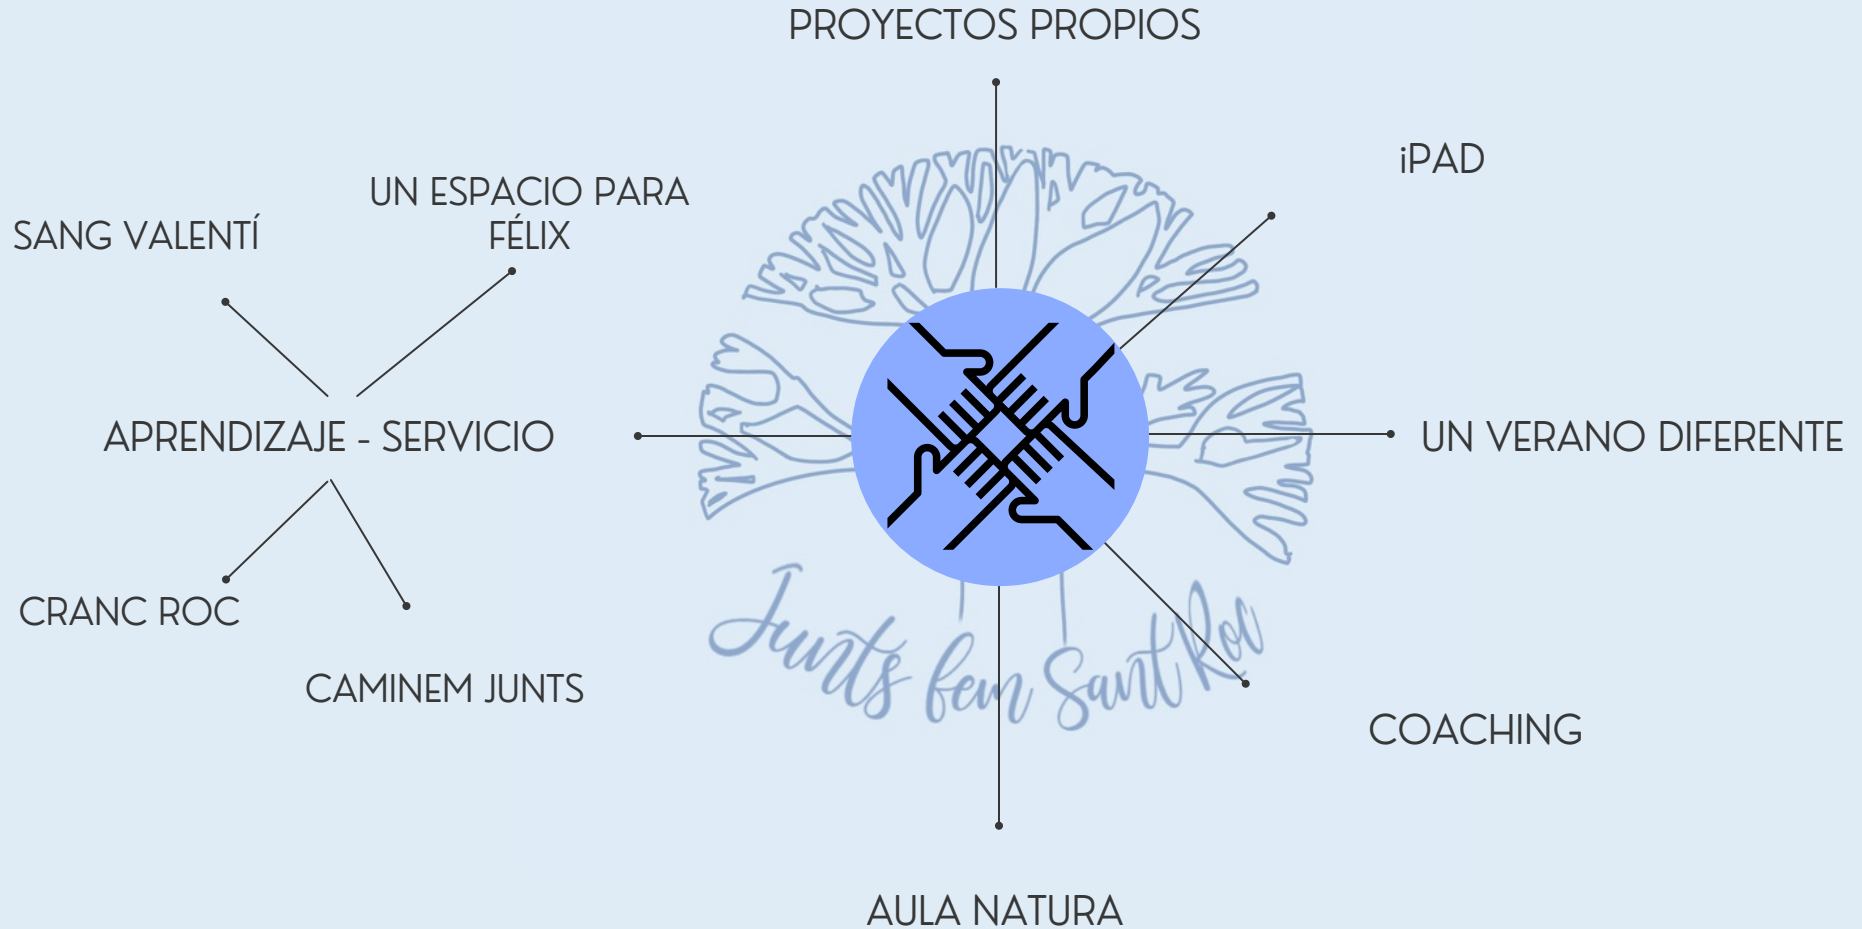 PROYECTOS PROPIOS
iPAD
UN ESPACIO PARA
FÉLIX
SANG VALENTÍ
APRENDIZAJE - SERVICIO
UN VERANO DIFERENTE
CRANC ROC
CAMINEM JUNTS
Junts fem Sant Roc
COACHING
AULA NATURA